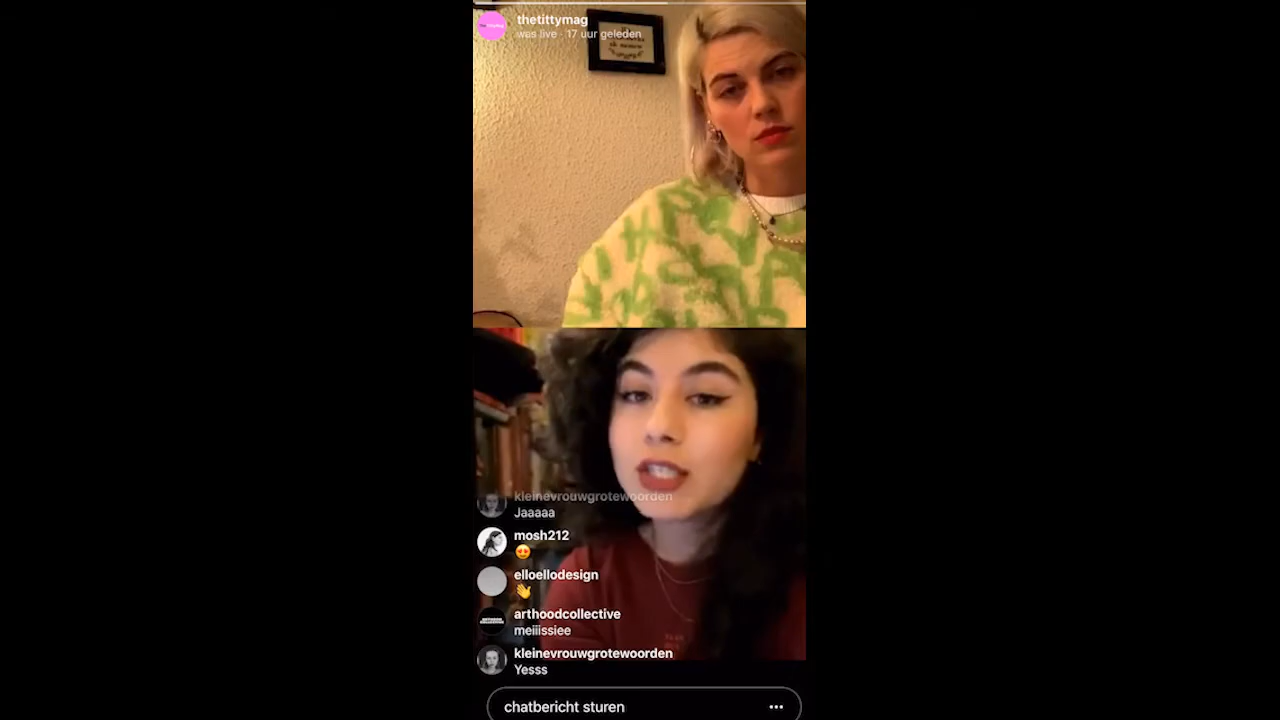 thetittymag
was live · 17 uur geleden
kleinevrouwgrotewoorden
Jaaaaa
mosh212
😍
elloellodesign
👋
arthoodcollective
meiiissiee
kleinevrouwgrotewoorden
Yesss
chatbericht sturen